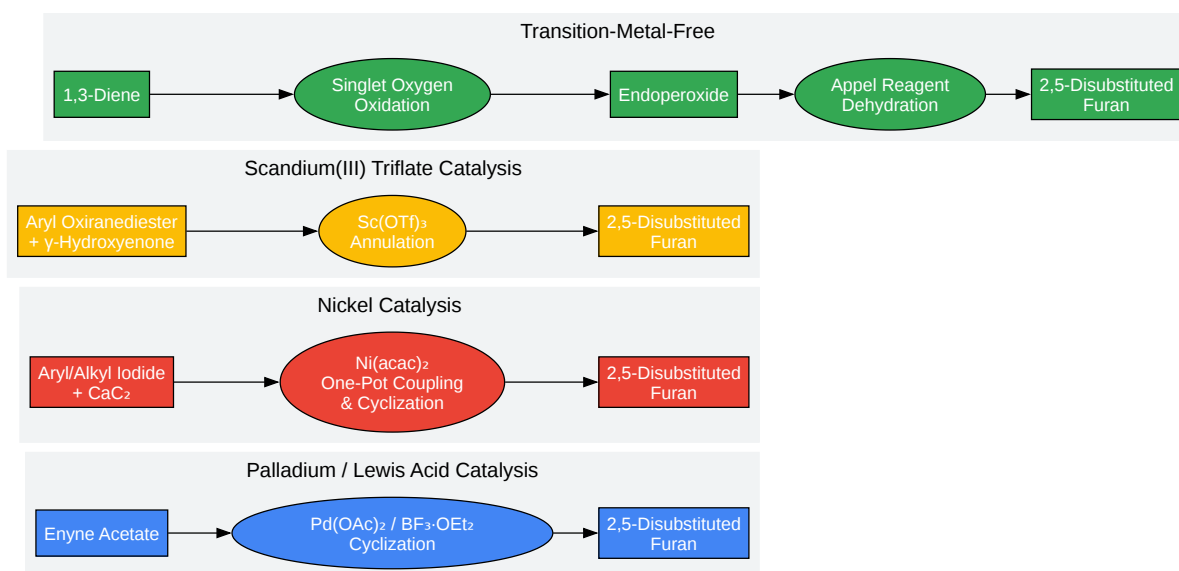 Transition-Metal-Free
1,3-Diene
Singlet Oxygen
Oxidation
Endoperoxide
Appel Reagent
Dehydration
2,5-Disubstituted
Furan
Scandium(III) Triflate Catalysis
Aryl Oxiranediester
+ γ-Hydroxyenone
Sc(OTf)₃
Annulation
2,5-Disubstituted
Furan
Nickel Catalysis
Aryl/Alkyl Iodide
+ CaC₂
Ni(acac)₂
One-Pot Coupling
& Cyclization
2,5-Disubstituted
Furan
Palladium / Lewis Acid Catalysis
Enyne Acetate
Pd(OAc)₂ / BF₃·OEt₂
Cyclization
2,5-Disubstituted
Furan